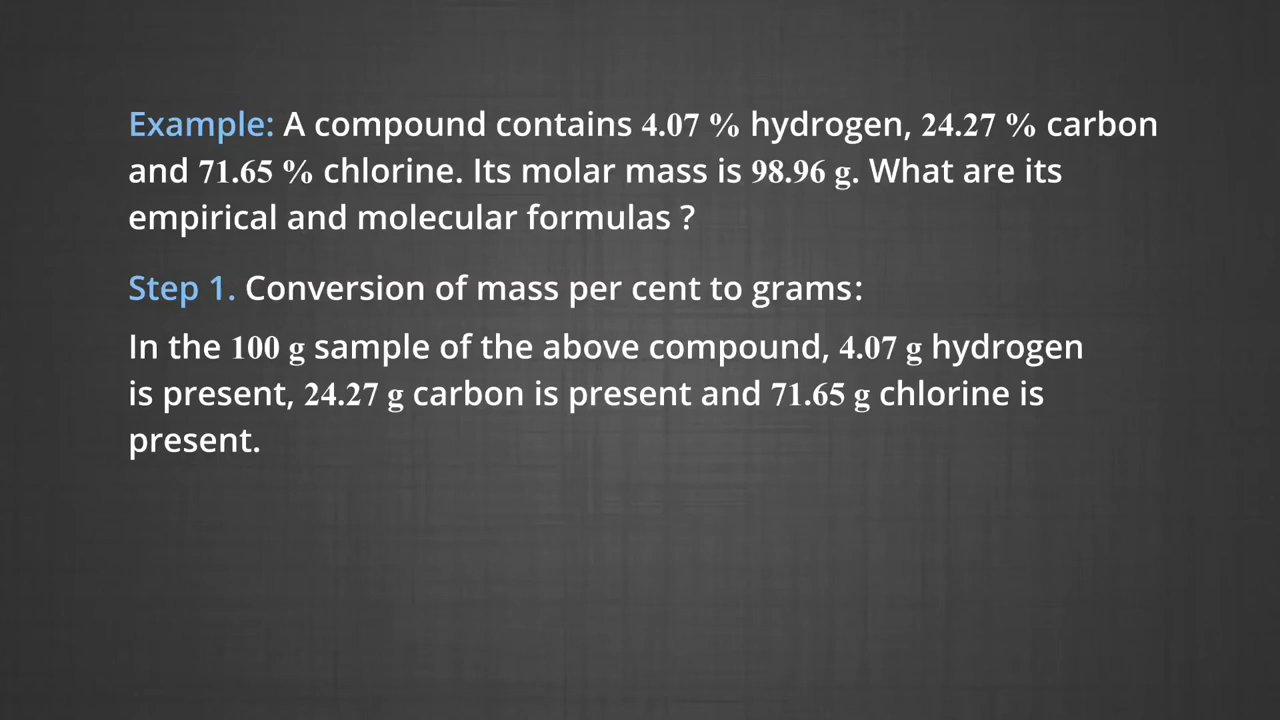 Example: A compound contains 4.07 % hydrogen, 24.27 % carbon
and 71.65 % chlorine. Its molar mass is 98.96 g. What are its
empirical and molecular formulas ?
Step 1. Conversion of mass per cent to grams:
In the 100 g sample of the above compound, 4.07 g hydrogen
is present, 24.27 g carbon is present and 71.65 g chlorine is
present.